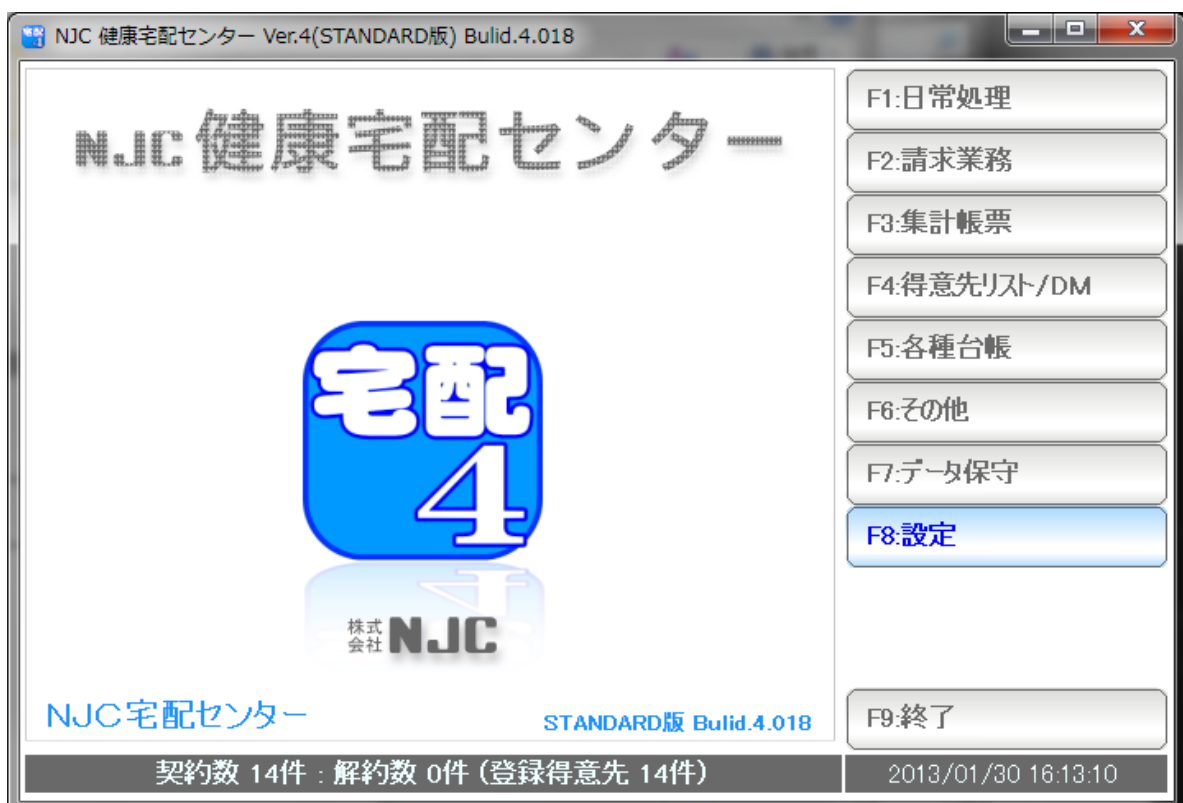 NJC 健康宅配センター Ver.4(STANDARD版) Bulid.4.018
NJC 健康宅配センター
宅配
4
株式会社 NJC
NJC宅配センター
STANDARD版 Bulid.4.018
F1:日常処理
F2:請求業務
F3:集計帳票
F4:得意先リスト/DM
F5:各種台帳
F6:その他
F7:データ保守
F8:設定
F9:終了
契約数 14件 : 解約数 0件 (登録得意先 14件)
2013/01/30 16:13:10